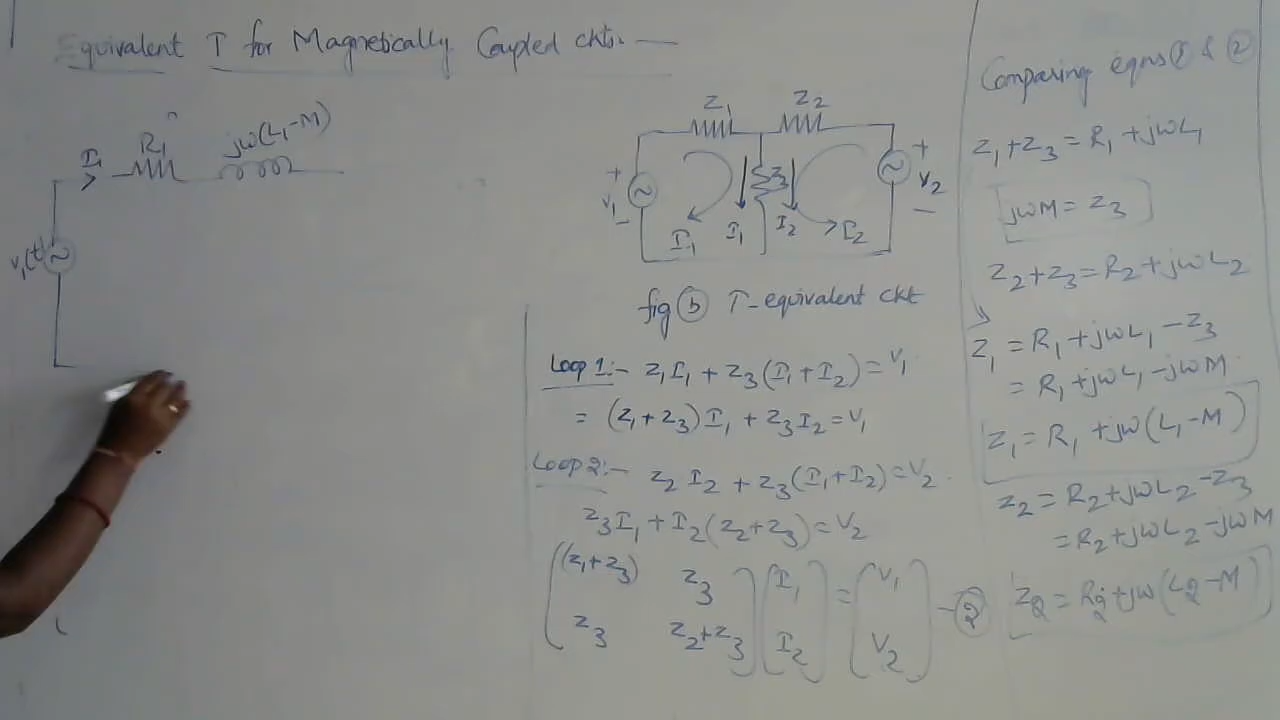 Equivalent T for Magnetically Coupled ckts. —
I₁ R₁ jω(L₁-M)
v₁(t)
Z₁ Z₂
+ Z₃ +
V₁ V₂
- -
I₁ I₁ I₂ I₂
fig (b) T-equivalent ckt
Loop 1:- Z₁I₁ + Z₃(I₁+I₂) = V₁
= (Z₁+Z₃)I₁ + Z₃I₂ = V₁
Loop 2:- Z₂ I₂ + Z₃(I₁+I₂) = V₂
Z₃I₁ + I₂(Z₂+Z₃) = V₂
((Z₁+Z₃) Z₃) (I₁) = (V₁)
(Z₃ Z₂+Z₃) (I₂) (V₂) - (2)
Comparing eqns (1) & (2)
Z₁+Z₃ = R₁+jωL₁
[jωM = Z₃]
Z₂+Z₃ = R₂+jωL₂
Z₁ = R₁+jωL₁-Z₃
= R₁+jωL₁-jωM
Z₁ = R₁ +jω(L₁-M)
Z₂ = R₂+jωL₂-Z₃
= R₂+jωL₂-jωM
Z₂ = R₂+jω(L₂-M)